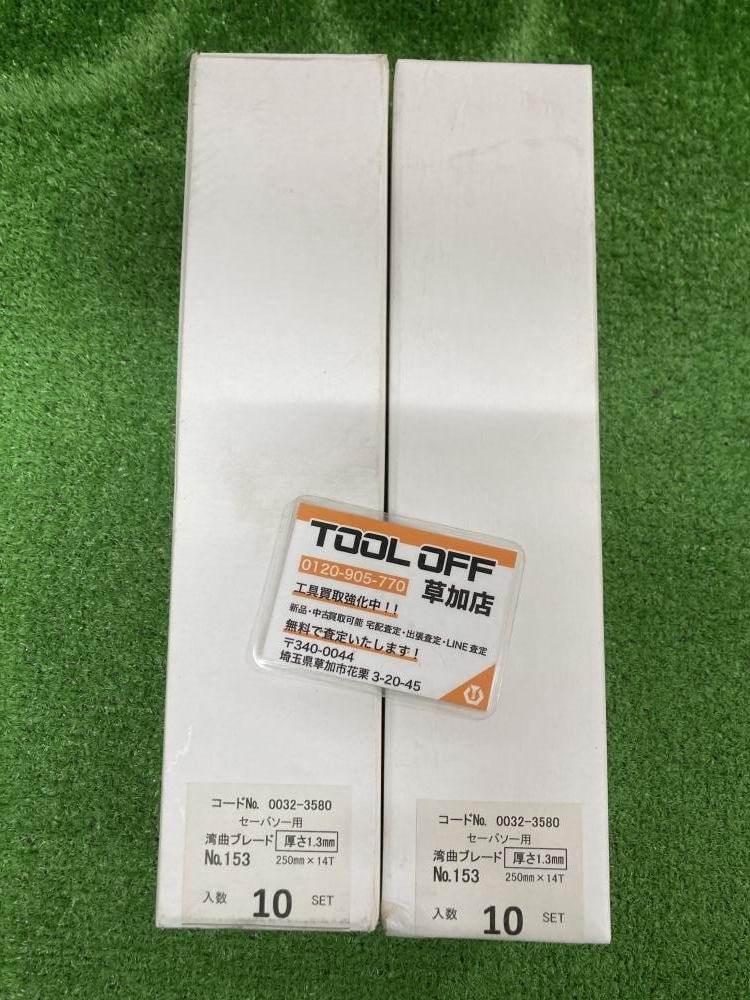 TOOL OFF
0120-905-770
草加店
工具買取強化中！！
新品・中古買取可能 宅配査定・出張査定・LINE査定
無料で査定いたします！
〒340-0044
埼玉県草加市花栗 3-20-45
コードNo. 0032-3580
セーバソー用
湾曲ブレード 厚さ1.3mm
No.153 250mm×14T
入数 10 SET
コードNo. 0032-3580
セーバソー用
湾曲ブレード 厚さ1.3mm
No.153 250mm×14T
入数 10 SET